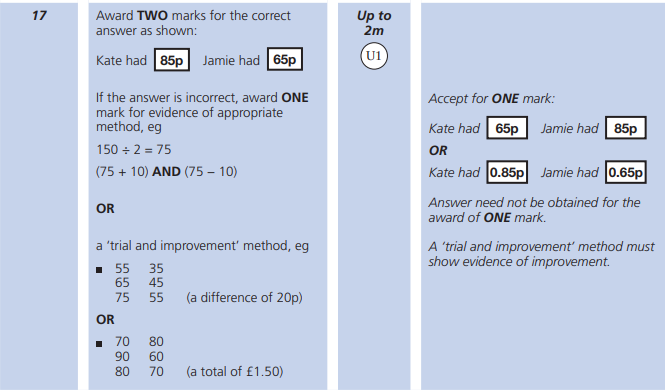 17
Award TWO marks for the correct
answer as shown:
Kate had 85p Jamie had 65p
If the answer is incorrect, award ONE
mark for evidence of appropriate
method, eg
150 ÷ 2 = 75
(75 + 10) AND (75 − 10)
OR
a ‘trial and improvement’ method, eg
■ 55 35
65 45
75 55 (a difference of 20p)
OR
■ 70 80
90 60
80 70 (a total of £1.50)
Up to
2m
U1
Accept for ONE mark:
Kate had 65p Jamie had 85p
OR
Kate had 0.85p Jamie had 0.65p
Answer need not be obtained for the
award of ONE mark.
A ‘trial and improvement’ method must
show evidence of improvement.